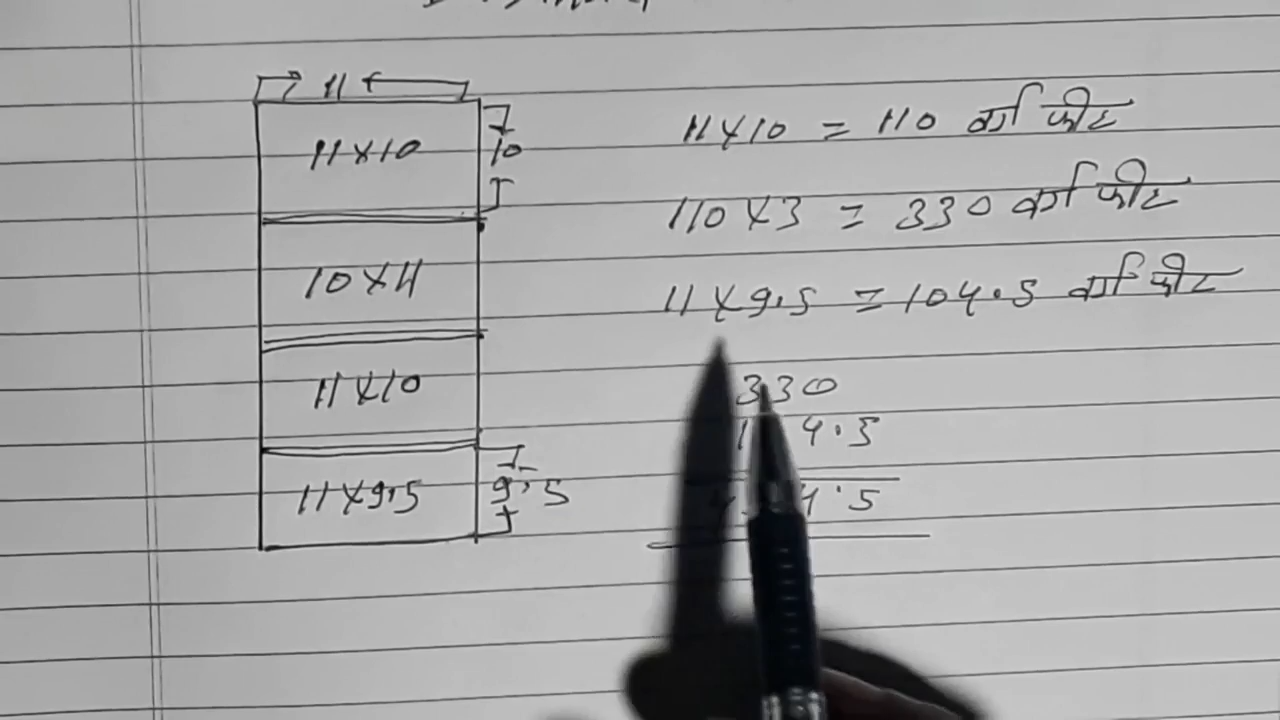 11
11x10
10
10x11
11x10
11x9.5
9.5
11x10 = 110 वर्ग फीट
110x3 = 330 वर्ग फीट
11x9.5 = 104.5 वर्ग फीट
330